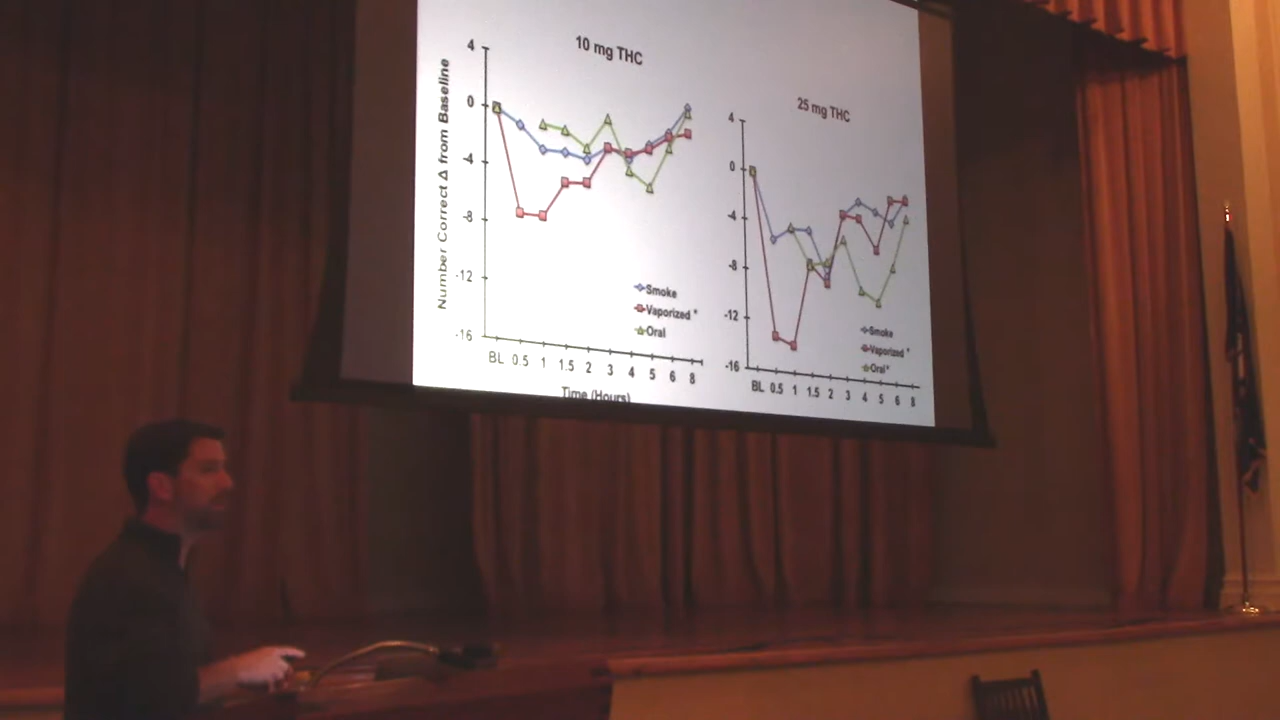 10 mg THC
Number Correct Δ from Baseline
4
0
-4
-8
-12
-16
BL 0.5 1 1.5 2 3 4 5 6 8
Time (Hours)
Smoke
Vaporized *
Oral
25 mg THC
4
0
-4
-8
-12
-16
BL 0.5 1 1.5 2 3 4 5 6 8
Smoke
Vaporized *
Oral*